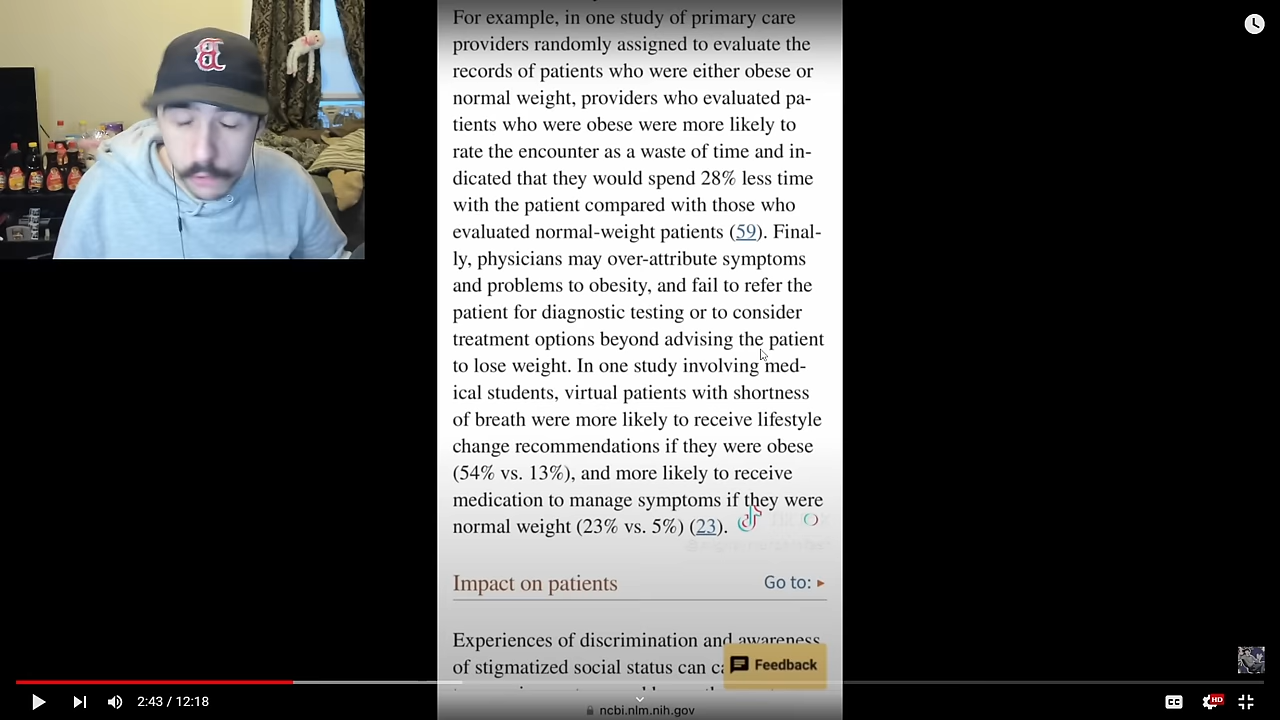 For example, in one study of primary care
providers randomly assigned to evaluate the
records of patients who were either obese or
normal weight, providers who evaluated pa-
tients who were obese were more likely to
rate the encounter as a waste of time and in-
dicated that they would spend 28% less time
with the patient compared with those who
evaluated normal-weight patients (59). Final-
ly, physicians may over-attribute symptoms
and problems to obesity, and fail to refer the
patient for diagnostic testing or to consider
treatment options beyond advising the patient
to lose weight. In one study involving med-
ical students, virtual patients with shortness
of breath were more likely to receive lifestyle
change recommendations if they were obese
(54% vs. 13%), and more likely to receive
medication to manage symptoms if they were
normal weight (23% vs. 5%) (23).
Impact on patients
Go to:
Experiences of discrimination and awareness
of stigmatized social status can
Feedback
ncbi.nlm.nih.gov
2:43 / 12:18
CC
HD
B